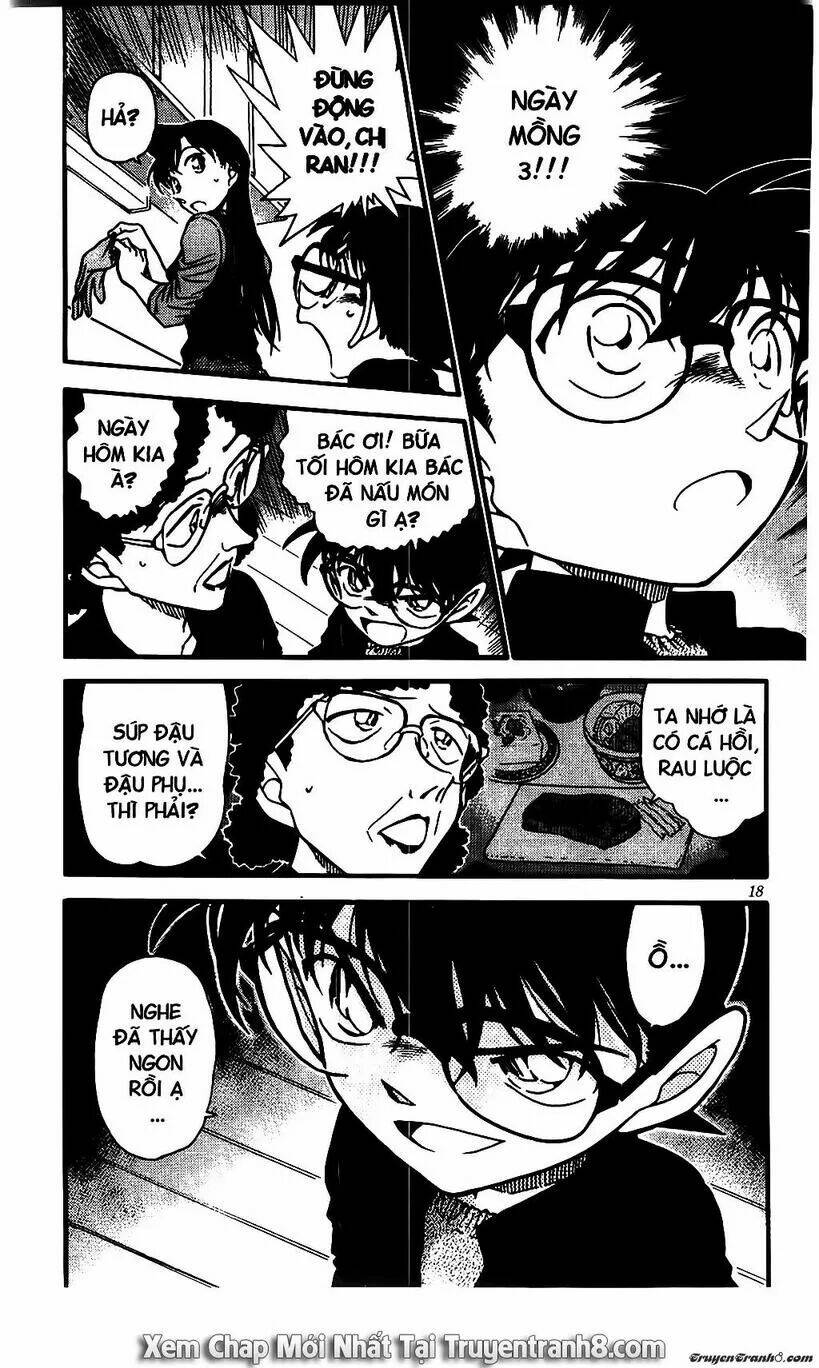 NGÀY
MỒNG
3!!!
ĐỪNG
ĐỘNG
VÀO, CHỊ
RAN!!!
HẢ?
BÁC ƠI! BỮA
TỐI HÔM KIA BÁC
ĐÃ NẤU MÓN
GÌ Ạ?
NGÀY
HÔM KIA
À?
TA NHỚ LÀ
CÓ CÁ HỒI,
RAU LUỘC
...
SÚP ĐẬU
TƯƠNG VÀ
ĐẬU PHỤ...
THÌ PHẢI?
18
Ồ...
NGHE
ĐÃ THẤY
NGON
RỒI Ạ
...
Xem Chap Mới Nhất Tại Truyentranh8.com
TruyenTranh8.com